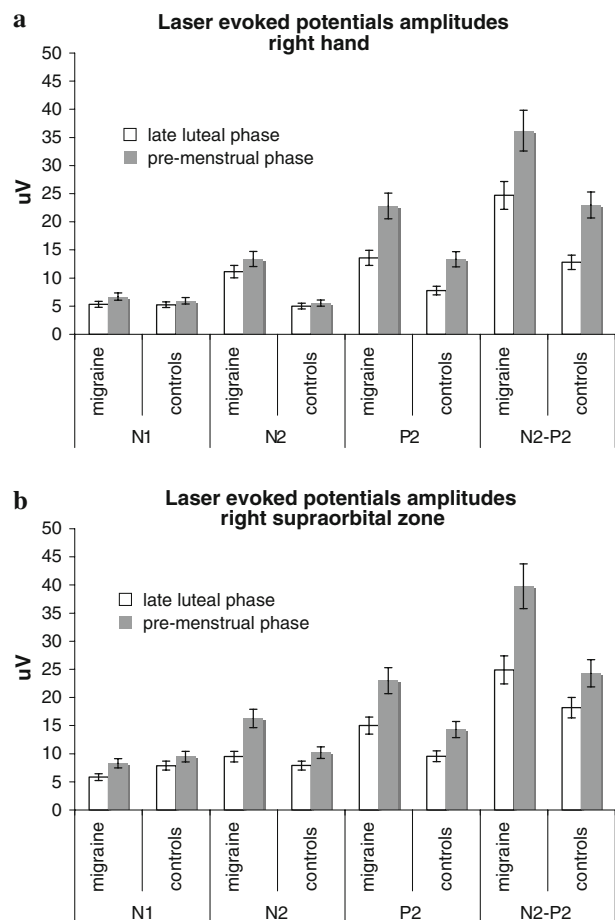 a
Laser evoked potentials amplitudes
right hand
50
45
40
35
30
25
20
15
10
5
0
uV
late luteal phase
pre-menstrual phase
migraine
controls
migraine
controls
migraine
controls
migraine
controls
N1
N2
P2
N2-P2
b
Laser evoked potentials amplitudes
right supraorbital zone
50
45
40
35
30
25
20
15
10
5
0
uV
late luteal phase
pre-menstrual phase
migraine
controls
migraine
controls
migraine
controls
migraine
controls
N1
N2
P2
N2-P2